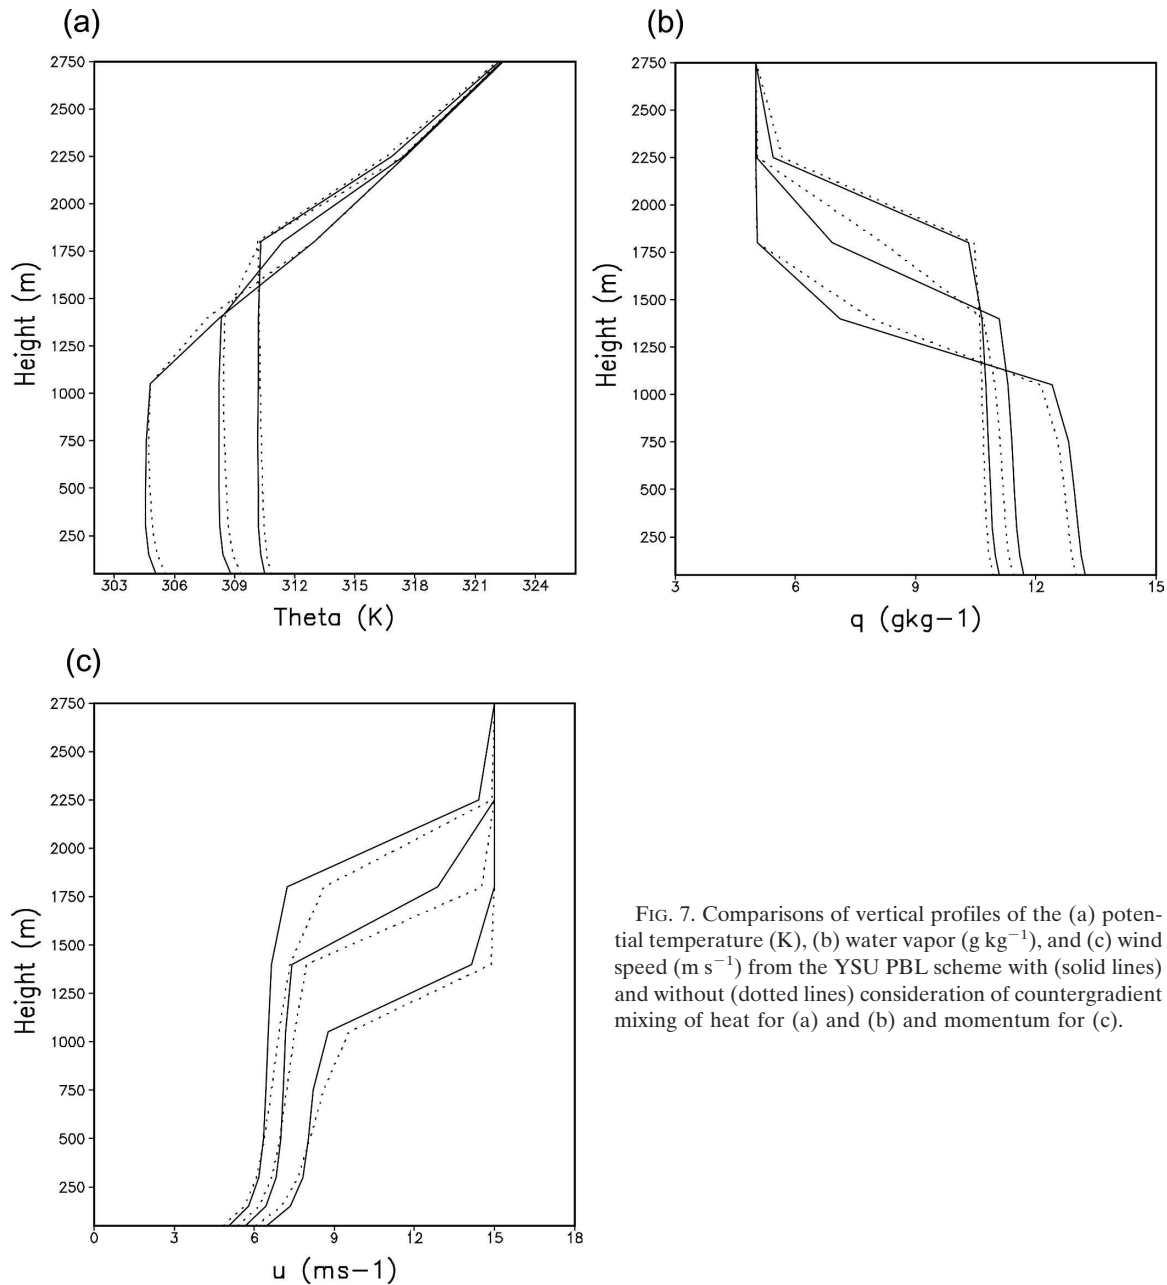 (a)
2750
2500
2250
2000
1750
1500
1250
1000
750
500
250
Height (m)
303 306 309 312 315 318 321 324
Theta (K)
(b)
2750
2500
2250
2000
1750
1500
1250
1000
750
500
250
Height (m)
3 6 9 12 15
q (gkg-1)
(c)
2750
2500
2250
2000
1750
1500
1250
1000
750
500
250
Height (m)
0 3 6 9 12 15 18
u (ms-1)
FIG. 7. Comparisons of vertical profiles of the (a) poten-
tial temperature (K), (b) water vapor (g kg−1), and (c) wind
speed (m s−1) from the YSU PBL scheme with (solid lines)
and without (dotted lines) consideration of countergradient
mixing of heat for (a) and (b) and momentum for (c).